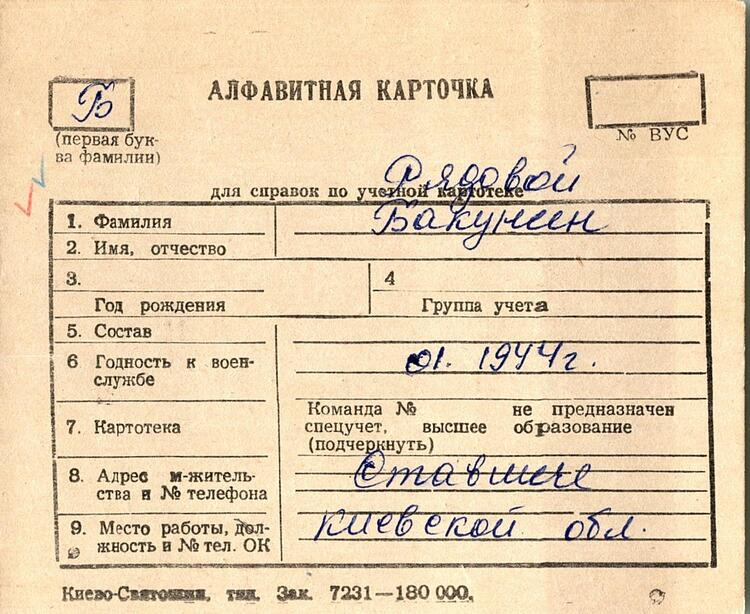 Б
АЛФАВИТНАЯ КАРТОЧКА
(первая бук-
ва фамилии)
№ ВУС
Рядовой
для справок по учетной картотеке
1. Фамилия
Бакунин
2. Имя, отчество
3.
Год рождения
4
Группа учета
5. Состав
6 Годность к воен-
службе
01. 1944г.
7. Картотека
Команда № не предназначен
спецучет, высшее образование
(подчеркнуть)
8. Адрес м-житель-
ства и № телефона
Ставище
9. Место работы, дол-
жность и № тел. ОК
Киевской обл.
Киево-Святошин. тип. Зак. 7231—180 000.